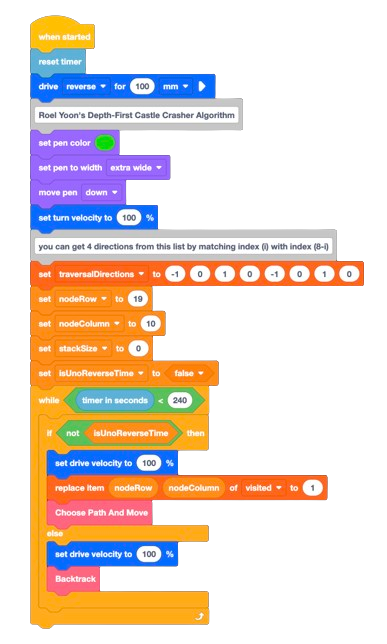 when started
reset timer
drive reverse for 100 mm
Roel Yoon's Depth-First Castle Crasher Algorithm
set pen color
set pen to width extra wide
move pen down
set turn velocity to 100 %
you can get 4 directions from this list by matching index (i) with index (8-i)
set traversalDirections to -1 0 1 0 -1 0 1 0
set nodeRow to 19
set nodeColumn to 10
set stackSize to 0
set isUnoReverseTime to false
while timer in seconds < 240
if not isUnoReverseTime then
set drive velocity to 100 %
replace item nodeRow nodeColumn of visited to 1
Choose Path And Move
else
set drive velocity to 100 %
Backtrack